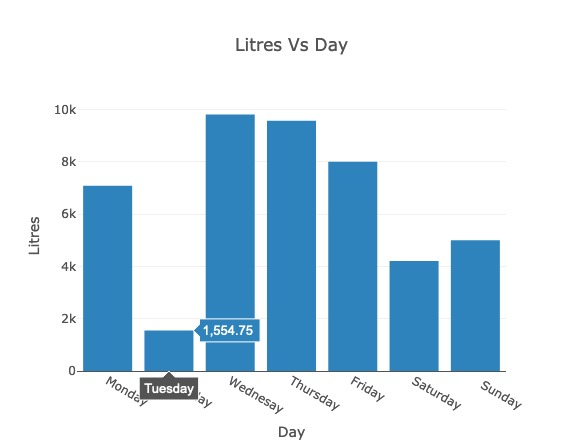 Litres Vs Day
10k
8k
6k
4k
2k
0
Litres
1,554.75
Monday
Tuesday
Wednesay
Thursday
Friday
Saturday
Sunday
Day